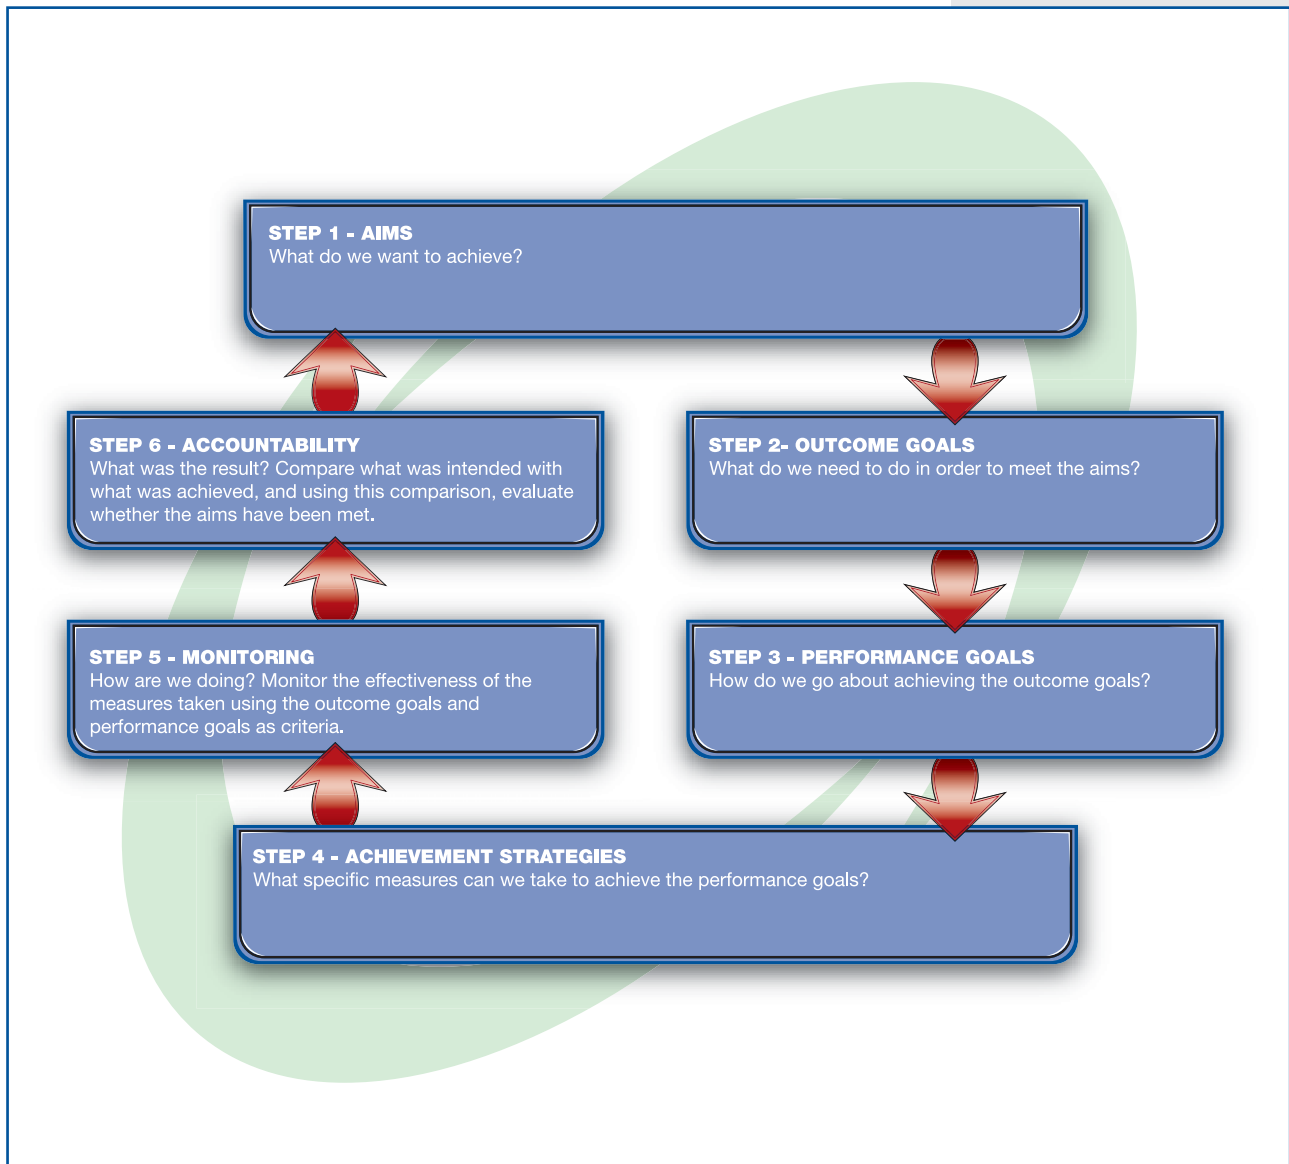 STEP 1 - AIMS
What do we want to achieve?
STEP 2- OUTCOME GOALS
What do we need to do in order to meet the aims?
STEP 3 - PERFORMANCE GOALS
How do we go about achieving the outcome goals?
STEP 4 - ACHIEVEMENT STRATEGIES
What specific measures can we take to achieve the performance goals?
STEP 5 - MONITORING
How are we doing? Monitor the effectiveness of the
measures taken using the outcome goals and
performance goals as criteria.
STEP 6 - ACCOUNTABILITY
What was the result? Compare what was intended with
what was achieved, and using this comparison, evaluate
whether the aims have been met.